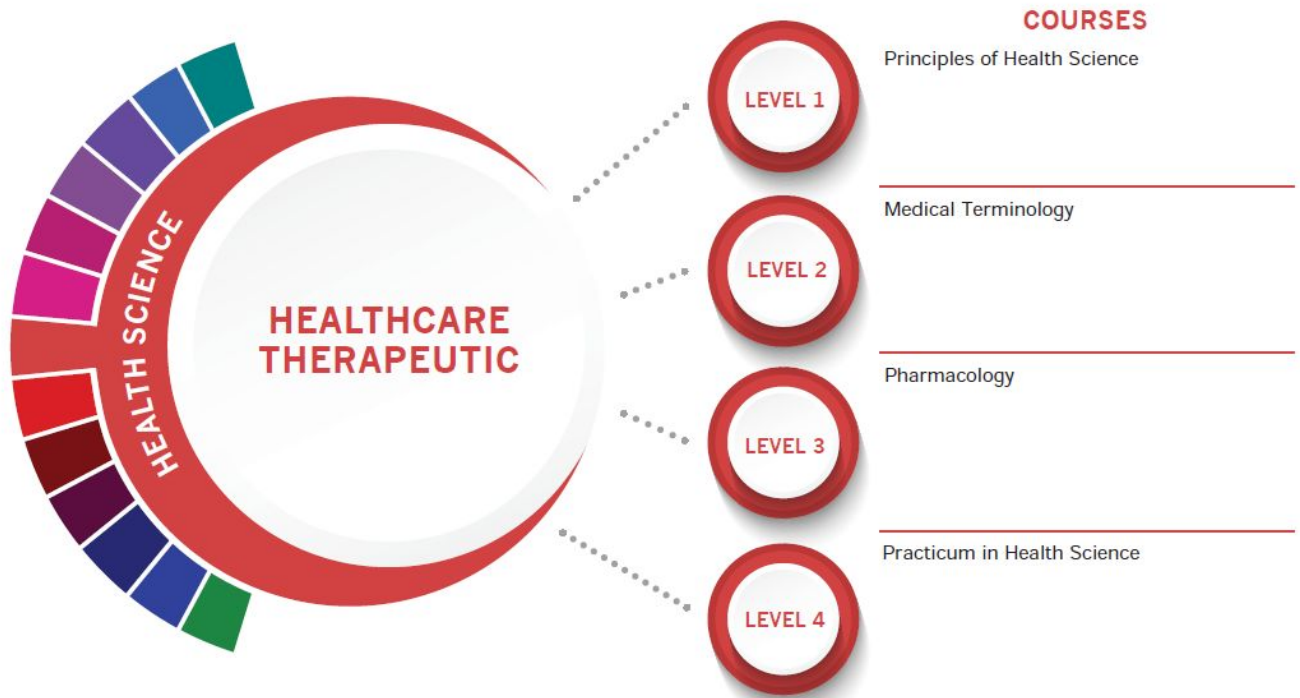 COURSES
HEALTH SCIENCE
HEALTHCARE
THERAPEUTIC
LEVEL 1
Principles of Health Science
LEVEL 2
Medical Terminology
LEVEL 3
Pharmacology
LEVEL 4
Practicum in Health Science